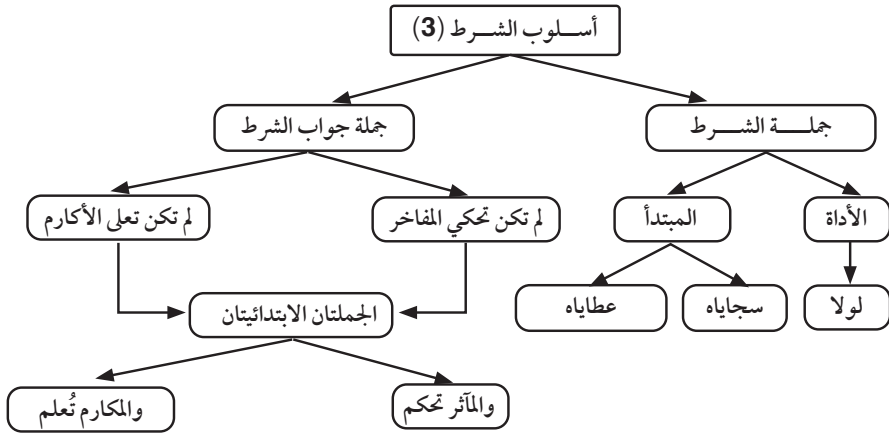 أسلوب الشرط (3)
جملة الشرط
جملة جواب الشرط
الأداة
المبتدأ
لم تكن تحكي المفاخر
لم تكن تعلى الأكارم
لولا
سجاياه
عطاياه
الجملتان الابتدائيتان
والمآثر تحكم
والمكارم تُعلم